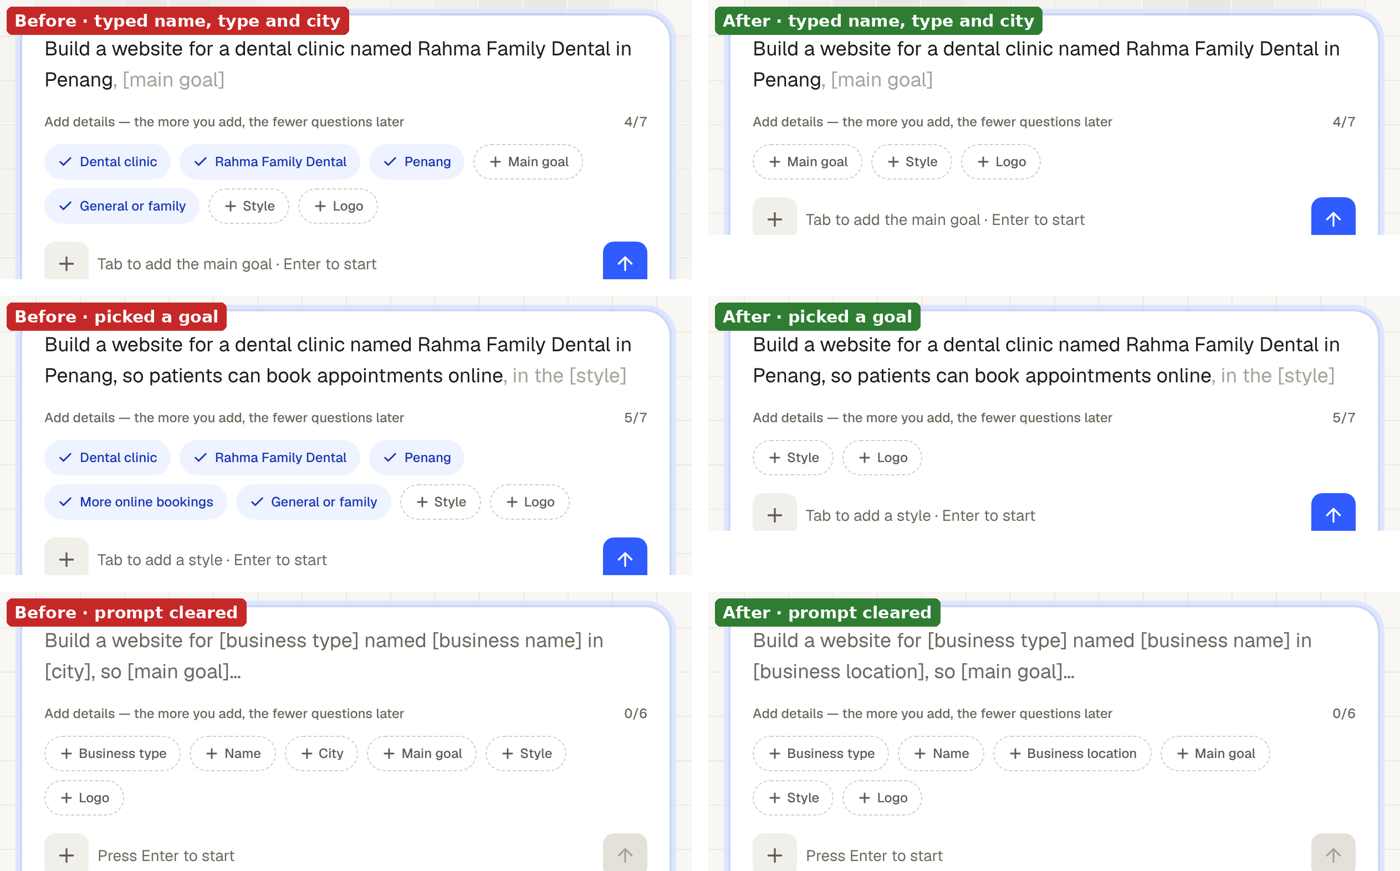 Before · typed name, type and city
Build a website for a dental clinic named Rahma Family Dental in
Penang, [main goal]
Add details — the more you add, the fewer questions later
4/7
Dental clinic
Rahma Family Dental
Penang
Main goal
General or family
Style
Logo
Tab to add the main goal · Enter to start
After · typed name, type and city
Build a website for a dental clinic named Rahma Family Dental in
Penang, [main goal]
Add details — the more you add, the fewer questions later
4/7
Main goal
Style
Logo
Tab to add the main goal · Enter to start
Before · picked a goal
Build a website for a dental clinic named Rahma Family Dental in
Penang, so patients can book appointments online, in the [style]
Add details — the more you add, the fewer questions later
5/7
Dental clinic
Rahma Family Dental
Penang
More online bookings
General or family
Style
Logo
Tab to add a style · Enter to start
After · picked a goal
Build a website for a dental clinic named Rahma Family Dental in
Penang, so patients can book appointments online, in the [style]
Add details — the more you add, the fewer questions later
5/7
Style
Logo
Tab to add a style · Enter to start
Before · prompt cleared
Build a website for [business type] named [business name] in
[city], so [main goal]…
Add details — the more you add, the fewer questions later
0/6
Business type
Name
City
Main goal
Style
Logo
Press Enter to start
After · prompt cleared
Build a website for [business type] named [business name] in
[business location], so [main goal]…
Add details — the more you add, the fewer questions later
0/6
Business type
Name
Business location
Main goal
Style
Logo
Press Enter to start